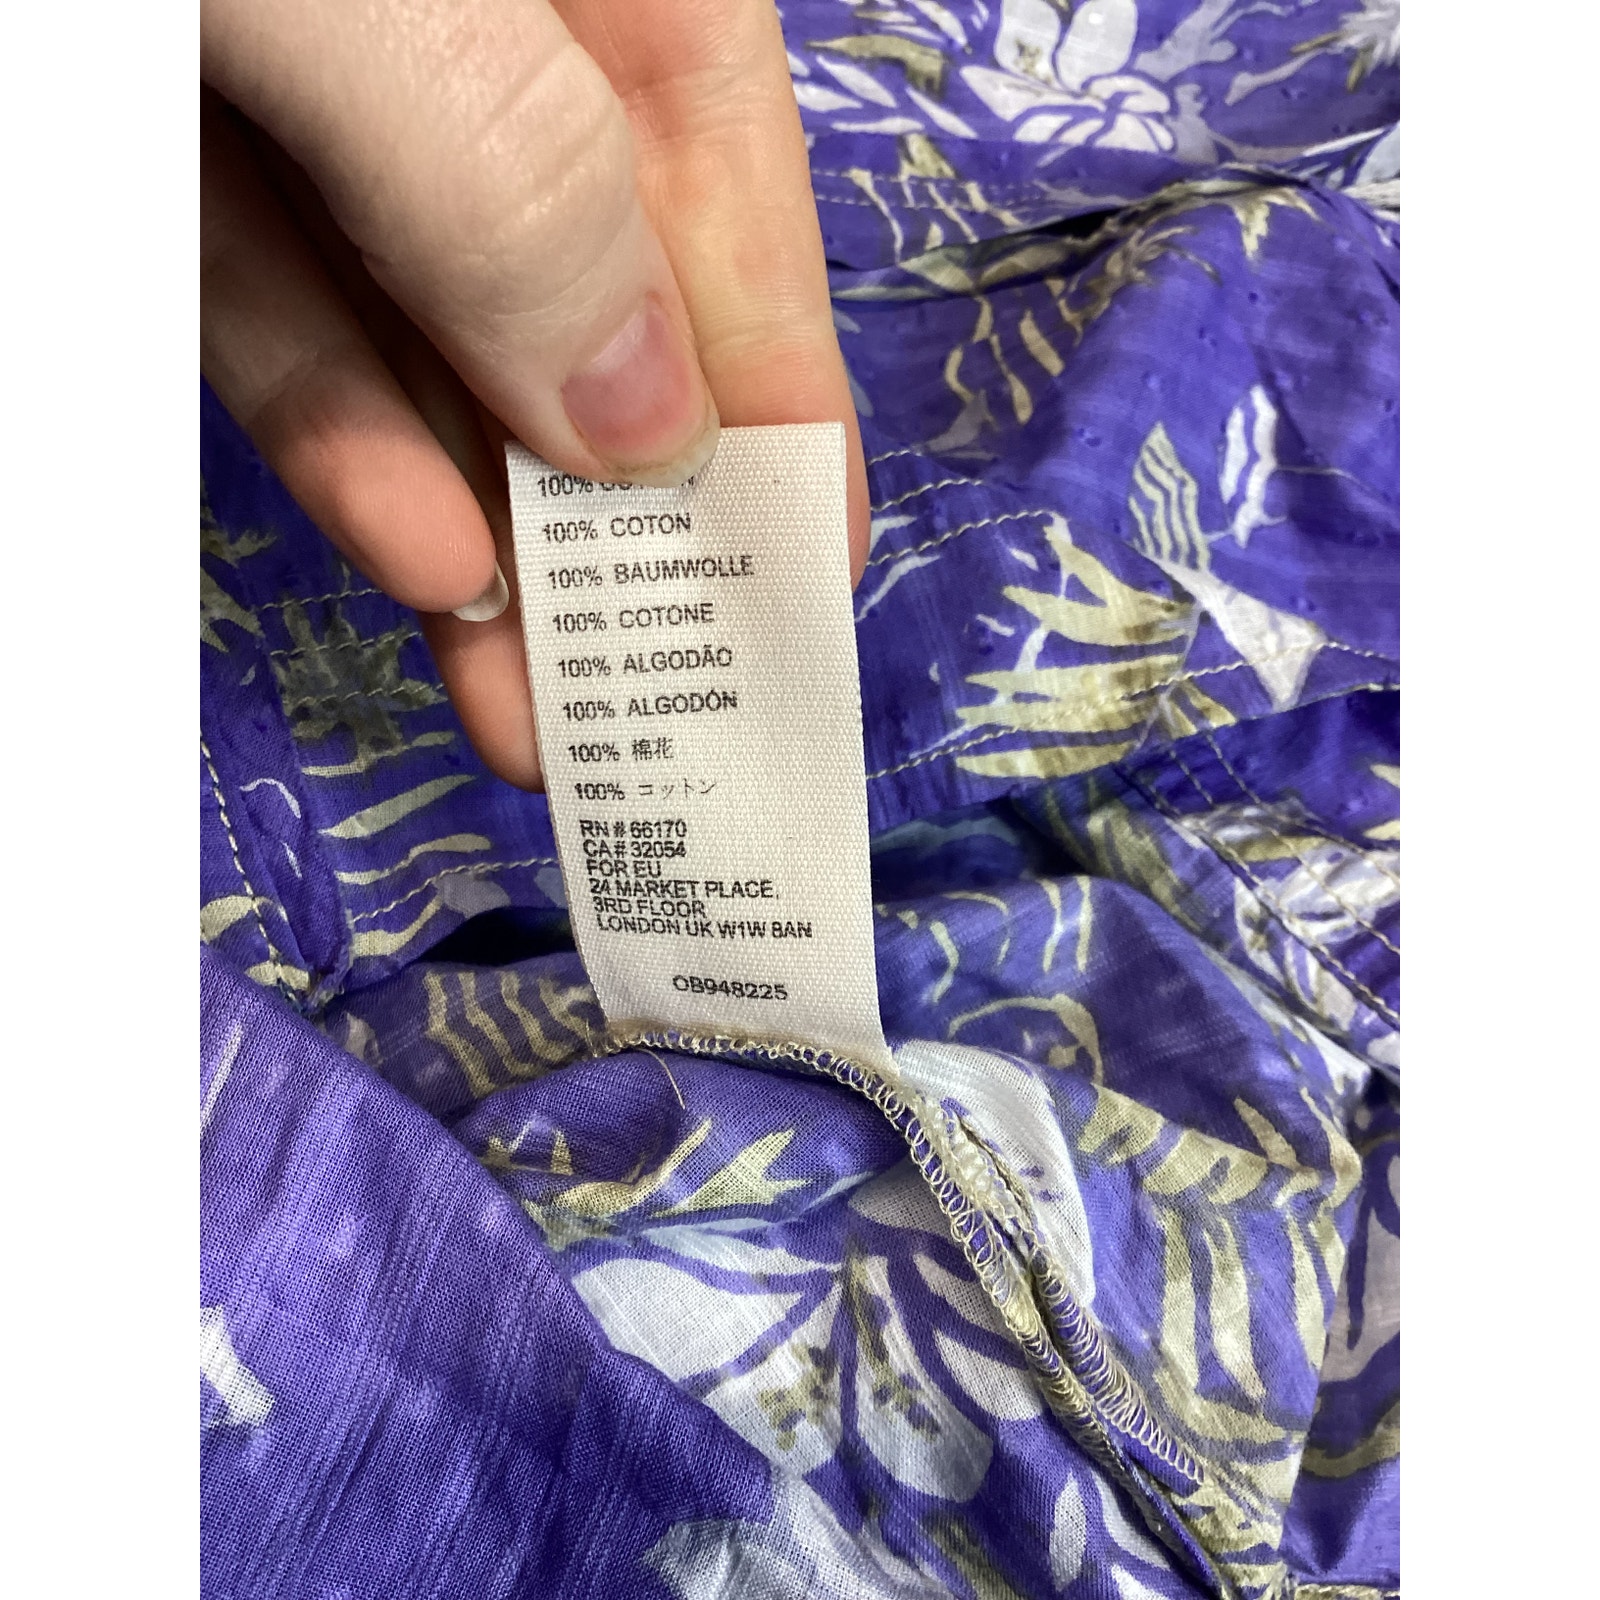 100%
100% COTON
100% BAUMWOLLE
100% COTONE
100% ALGODÃO
100% ALGODÓN
100% 棉花
100% コットン
RN # 66170
CA # 32054
FOR EU
24 MARKET PLACE,
3RD FLOOR
LONDON UK W1W 8AN
OB948225